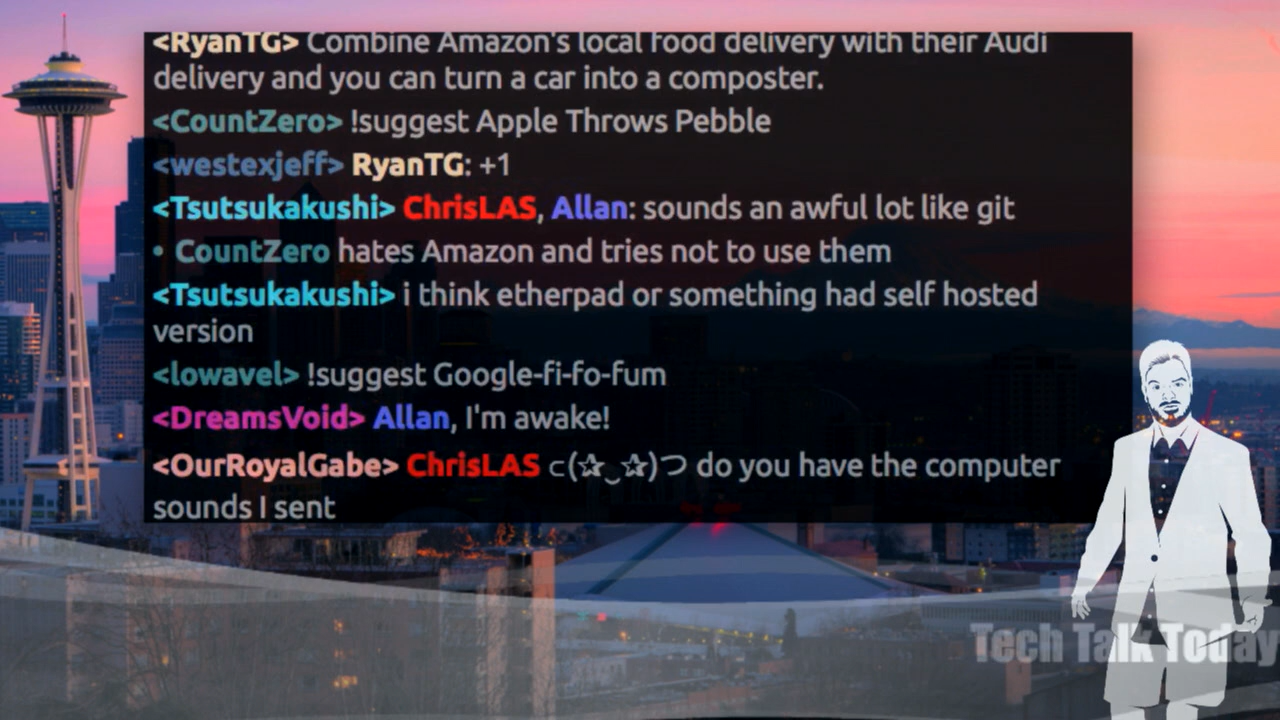 <RyanTG> Combine Amazon's local food delivery with their Audi
delivery and you can turn a car into a composter.
<CountZero> !suggest Apple Throws Pebble
<westexjeff> RyanTG: +1
<Tsutsukakushi> ChrisLAS, Allan: sounds an awful lot like git
• CountZero hates Amazon and tries not to use them
<Tsutsukakushi> i think etherpad or something had self hosted
version
<lowavel> !suggest Google-fi-fo-fum
<DreamsVoid> Allan, I'm awake!
<OurRoyalGabe> ChrisLAS ⊂(✰‿✰)つ do you have the computer
sounds I sent
Tech Talk Today